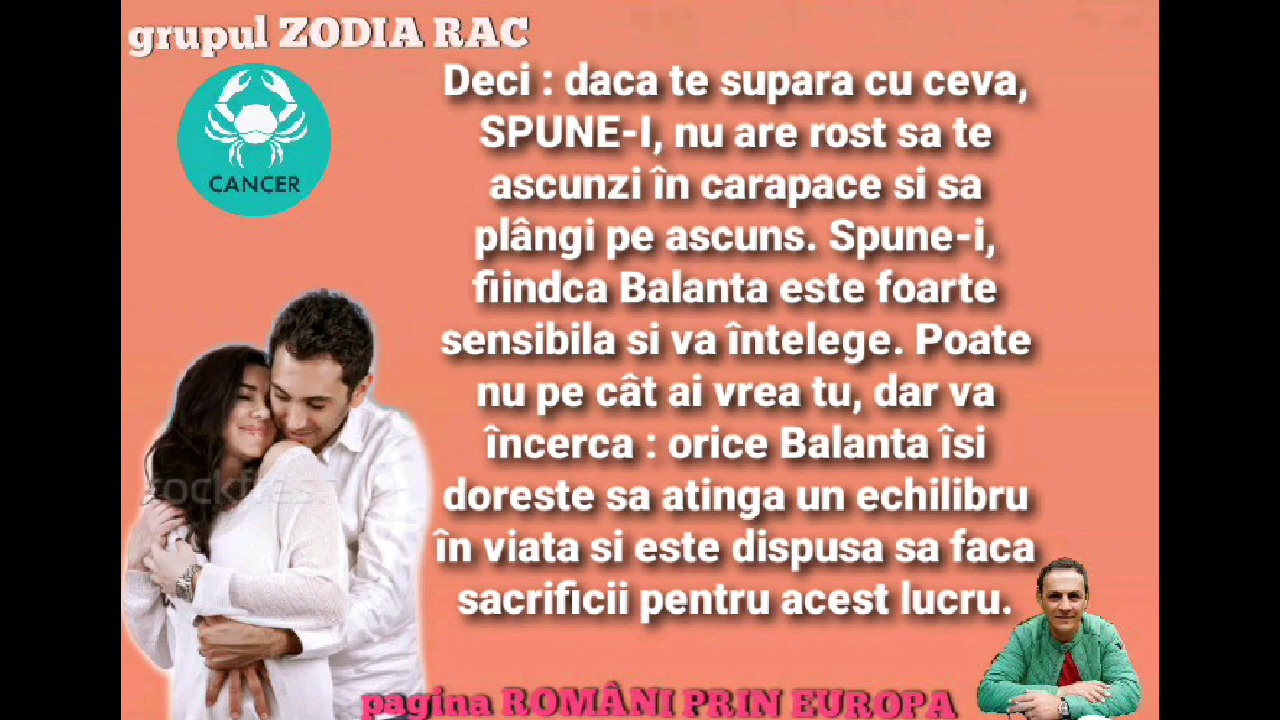 grupul ZODIA RAC
CANCER
Deci : daca te supara cu ceva,
SPUNE-I, nu are rost sa te
ascunzi în carapace si sa
plângi pe ascuns. Spune-i,
fiindca Balanta este foarte
sensibila si va întelege. Poate
nu pe cât ai vrea tu, dar va
încerca : orice Balanta îsi
doreste sa atinga un echilibru
în viata si este dispusa sa faca
sacrificii pentru acest lucru.
pagina ROMÂNI PRIN EUROPA